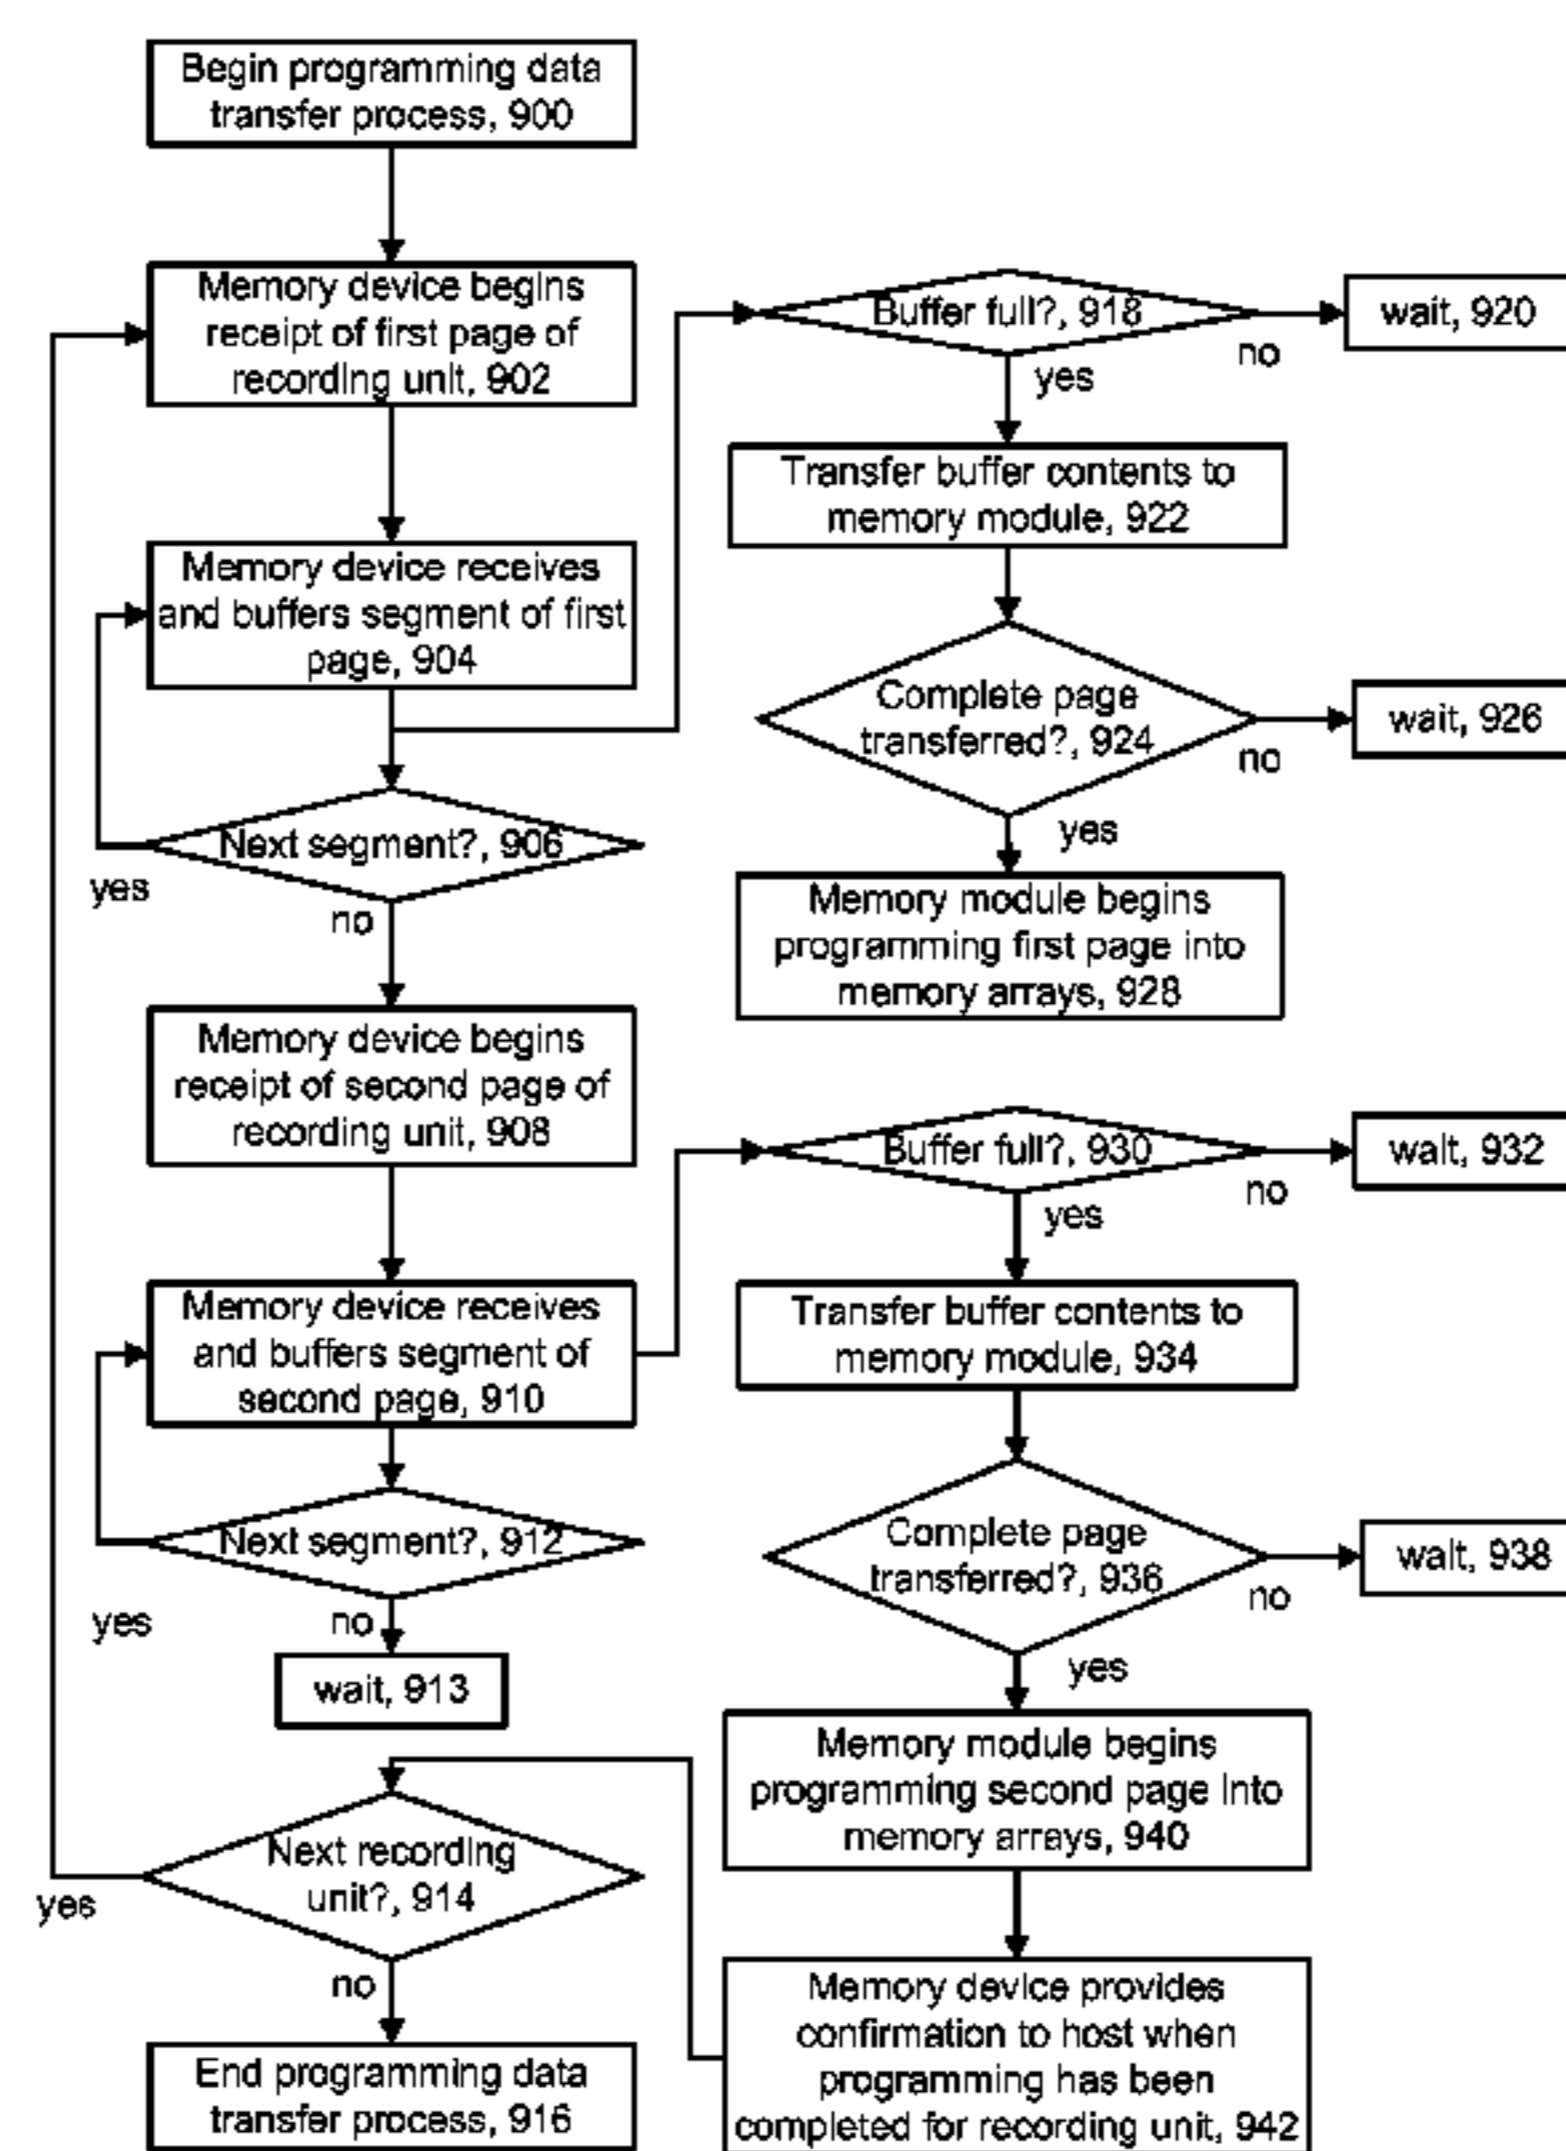 Begin programming data
transfer process, 900
Memory device begins
receipt of first page of
recording unit, 902
Memory device receives
and buffers segment of first
page, 904
Next segment?, 906
yes
no
Memory device begins
receipt of second page of
recording unit, 908
Memory device receives
and buffers segment of
second page, 910
Next segment?, 912
yes
no
wait, 913
Next recording
unit?, 914
yes
no
End programming data
transfer process, 916
Buffer full?, 918
no
wait, 920
yes
Transfer buffer contents to
memory module, 922
Complete page
transferred?, 924
no
wait, 926
yes
Memory module begins
programming first page into
memory arrays, 928
Buffer full?, 930
no
wait, 932
yes
Transfer buffer contents to
memory module, 934
Complete page
transferred?, 936
no
wait, 938
yes
Memory module begins
programming second page into
memory arrays, 940
Memory device provides
confirmation to host when
programming has been
completed for recording unit, 942